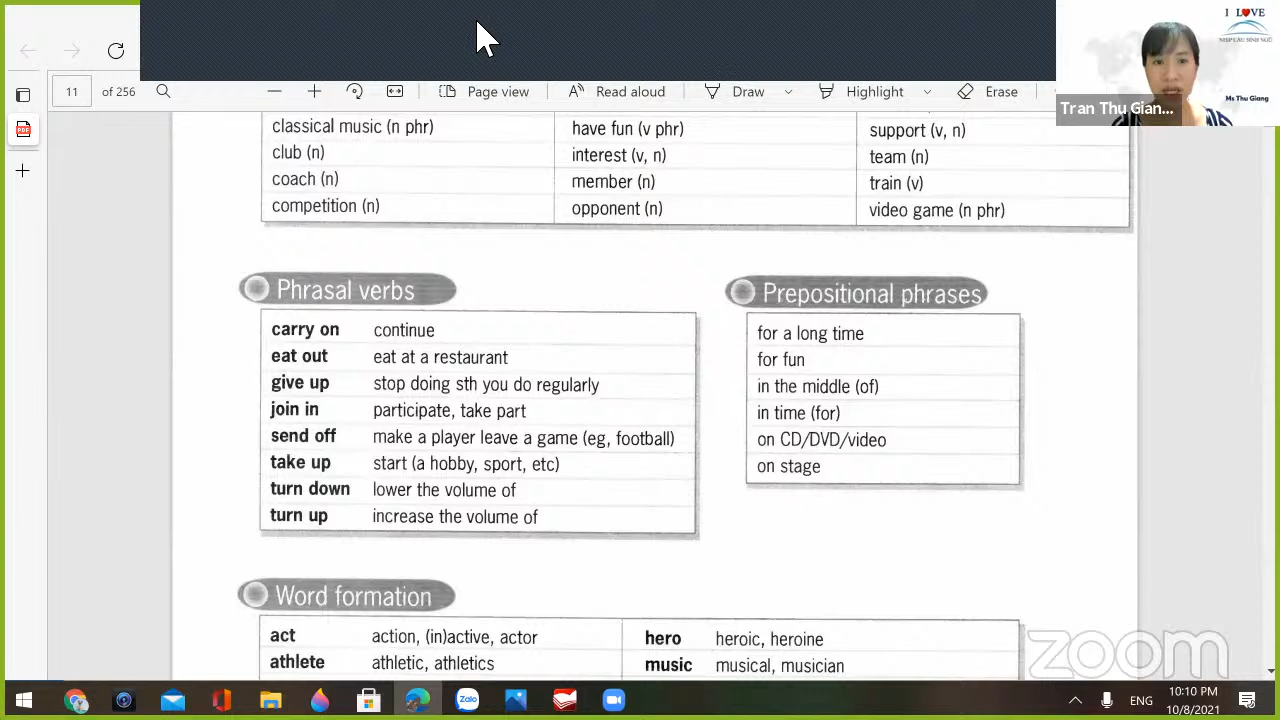 I LOVE
NHỊP CẦU SINH NGỮ
Ms Thu Giang
Tran Thu Gian...
11 of 256
Page view
Read aloud
Draw
Highlight
Erase
classical music (n phr)
club (n)
coach (n)
competition (n)
have fun (v phr)
interest (v, n)
member (n)
opponent (n)
support (v, n)
team (n)
train (v)
video game (n phr)
Phrasal verbs
carry on continue
eat out eat at a restaurant
give up stop doing sth you do regularly
join in participate, take part
send off make a player leave a game (eg, football)
take up start (a hobby, sport, etc)
turn down lower the volume of
turn up increase the volume of
Prepositional phrases
for a long time
for fun
in the middle (of)
in time (for)
on CD/DVD/video
on stage
Word formation
act action, (in)active, actor
athlete athletic, athletics
hero heroic, heroine
music musical, musician
zoom
Zalo
ENG
10:10 PM
10/8/2021